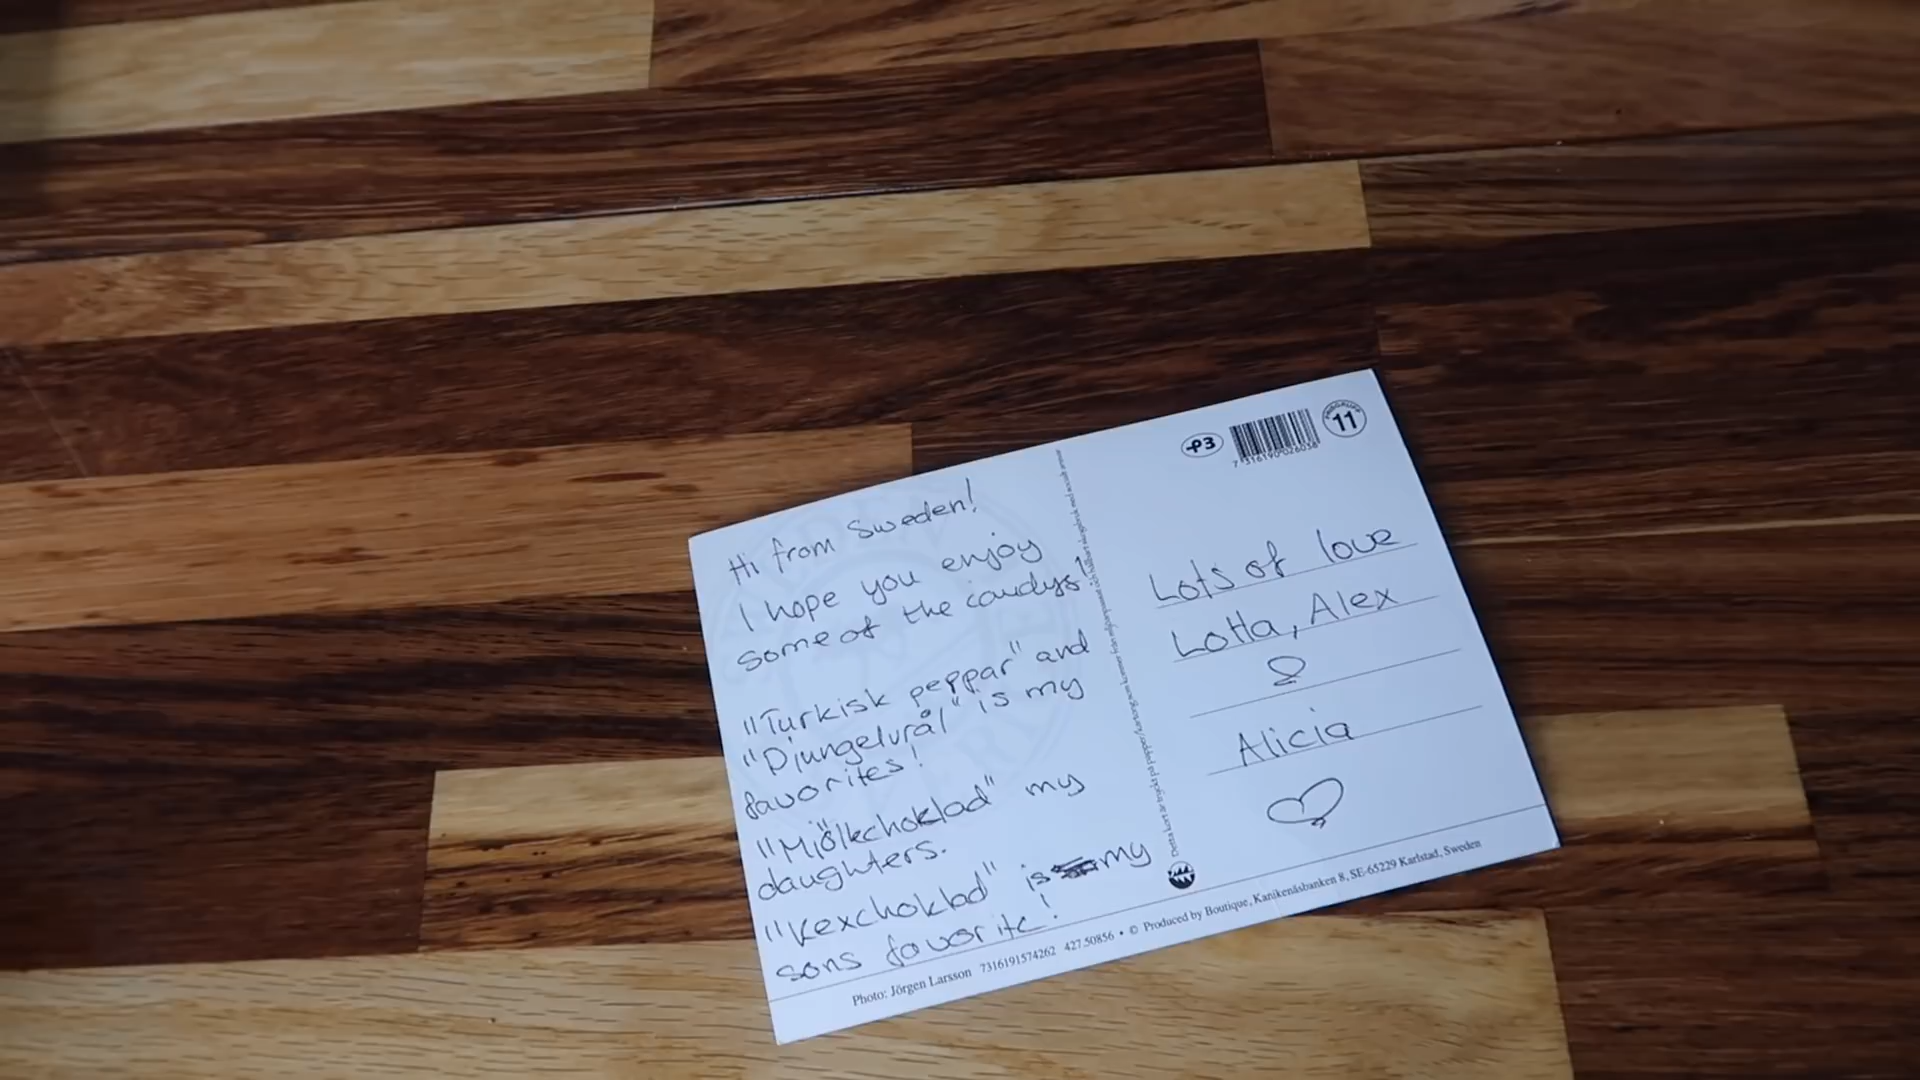 Hi from Sweden!
I hope you enjoy
some of the candys!
"Turkisk peppar" and
"Djungelvrål" is my
favorites!
"Mjölkchoklad" my
daughters.
"Kexchoklad" is my
sons favorite!
Lots of love
Lotta, Alex
&
Alicia
P3
11
Photo: Jörgen Larsson 7316191574262 427.50856 • © Produced by Boutique, Kanikenäsbanken 8, SE-65229 Karlstad, Sweden